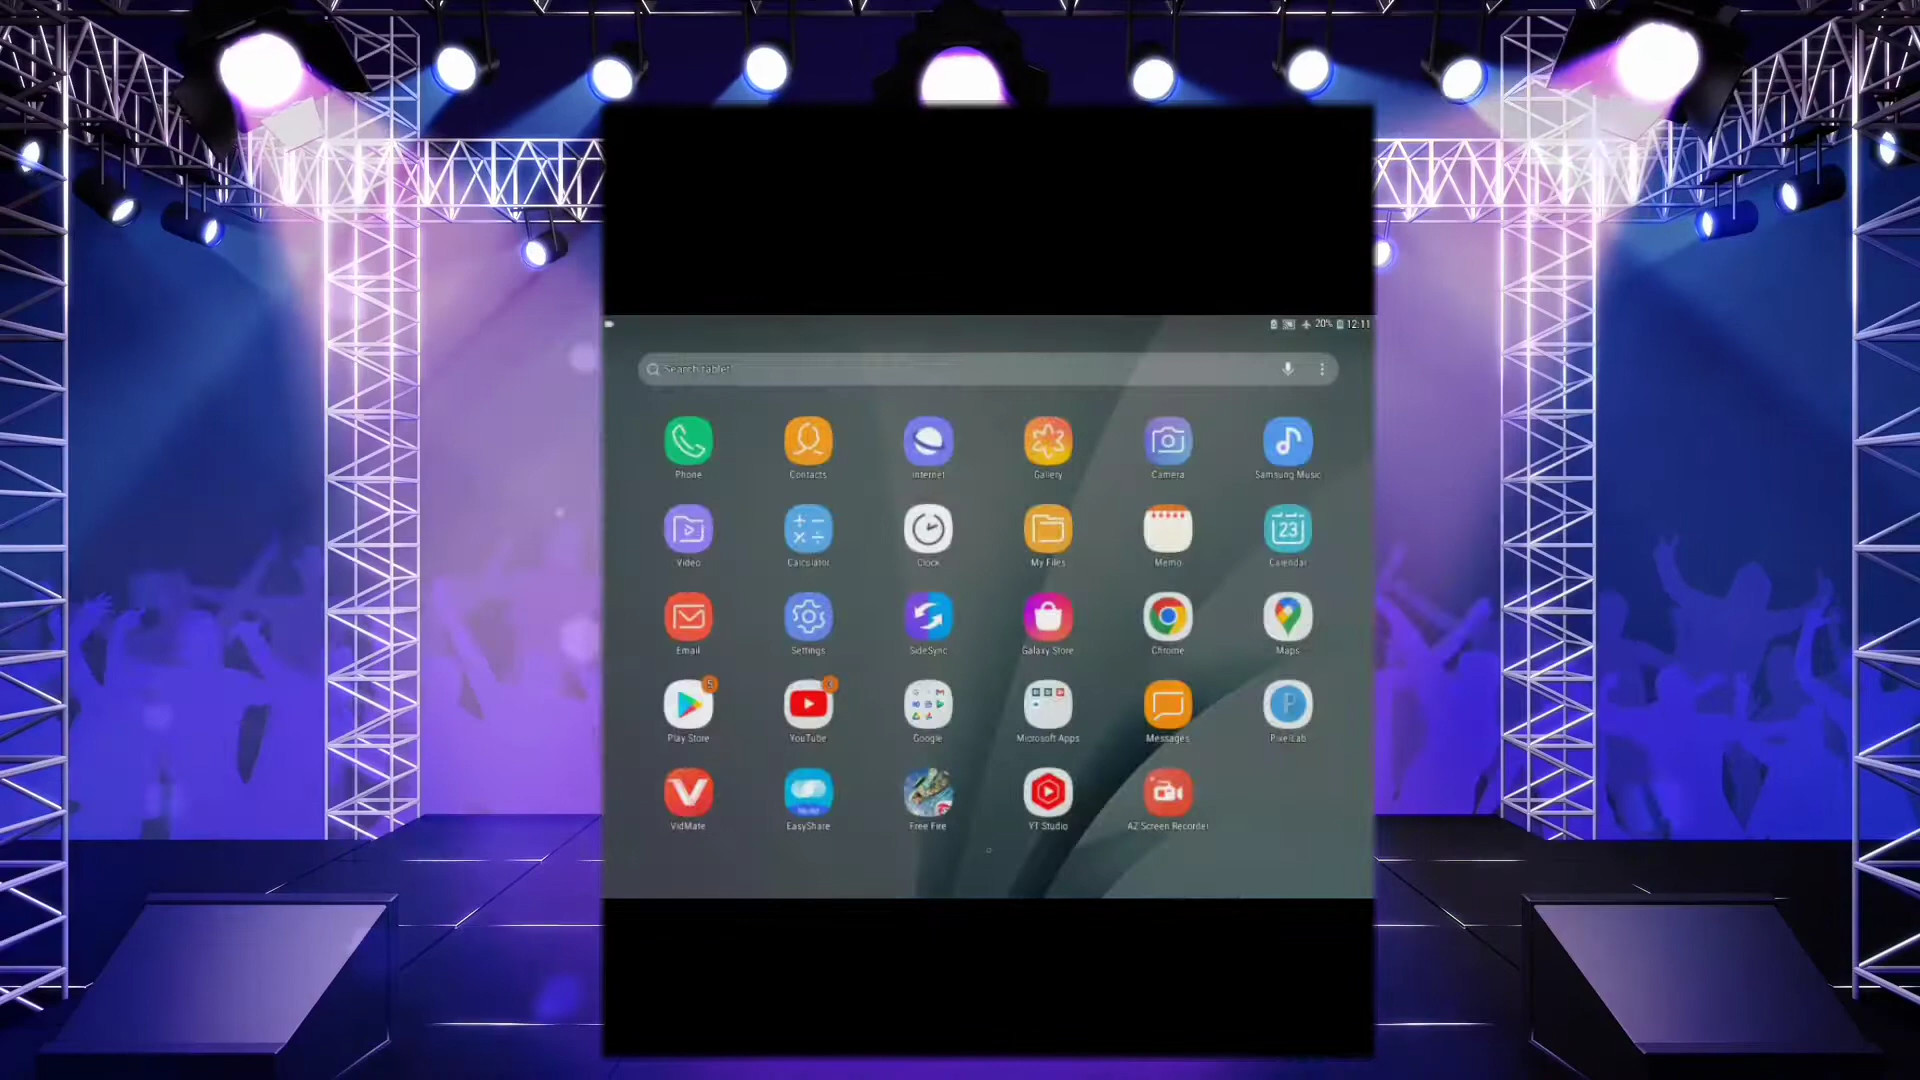 20% 12:11
Search tablet
Phone Contacts Internet Gallery Camera Samsung Music
23
Video Calculator Clock My Files Memo Calendar
Email Settings SideSync Galaxy Store Chrome Maps
5
Play Store YouTube Google Microsoft Apps Messages PixelLab
VidMate EasyShare Free Fire YT Studio AZ Screen Recorder